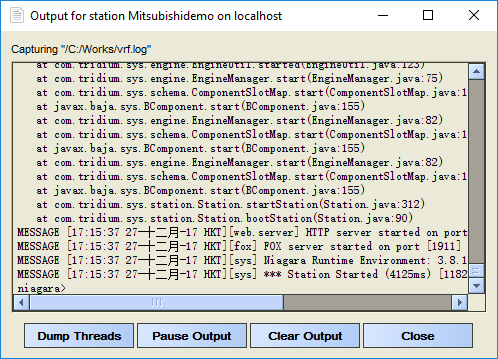 Output for station Mitsubishidemo on localhost
Capturing "/C:/Works/vrf.log"
at com.tridium.sys.engine.EngineUtil.started(EngineUtil.java:123)
at com.tridium.sys.engine.EngineManager.start(EngineManager.java:75)
at com.tridium.sys.schema.ComponentSlotMap.start(ComponentSlotMap.java:1
at javax.baja.sys.BComponent.start(BComponent.java:155)
at com.tridium.sys.engine.EngineManager.start(EngineManager.java:82)
at com.tridium.sys.schema.ComponentSlotMap.start(ComponentSlotMap.java:1
at javax.baja.sys.BComponent.start(BComponent.java:155)
at com.tridium.sys.engine.EngineManager.start(EngineManager.java:82)
at com.tridium.sys.schema.ComponentSlotMap.start(ComponentSlotMap.java:1
at javax.baja.sys.BComponent.start(BComponent.java:155)
at com.tridium.sys.station.Station.startStation(Station.java:312)
at com.tridium.sys.station.Station.bootStation(Station.java:90)
MESSAGE [17:15:37 27-十二月-17 HKT][web.server] HTTP server started on port
MESSAGE [17:15:37 27-十二月-17 HKT][fox] FOX server started on port [1911]
MESSAGE [17:15:37 27-十二月-17 HKT][sys] Niagara Runtime Environment: 3.8.1
MESSAGE [17:15:37 27-十二月-17 HKT][sys] *** Station Started (4125ms) [1182
niagara>
Dump Threads Pause Output Clear Output Close